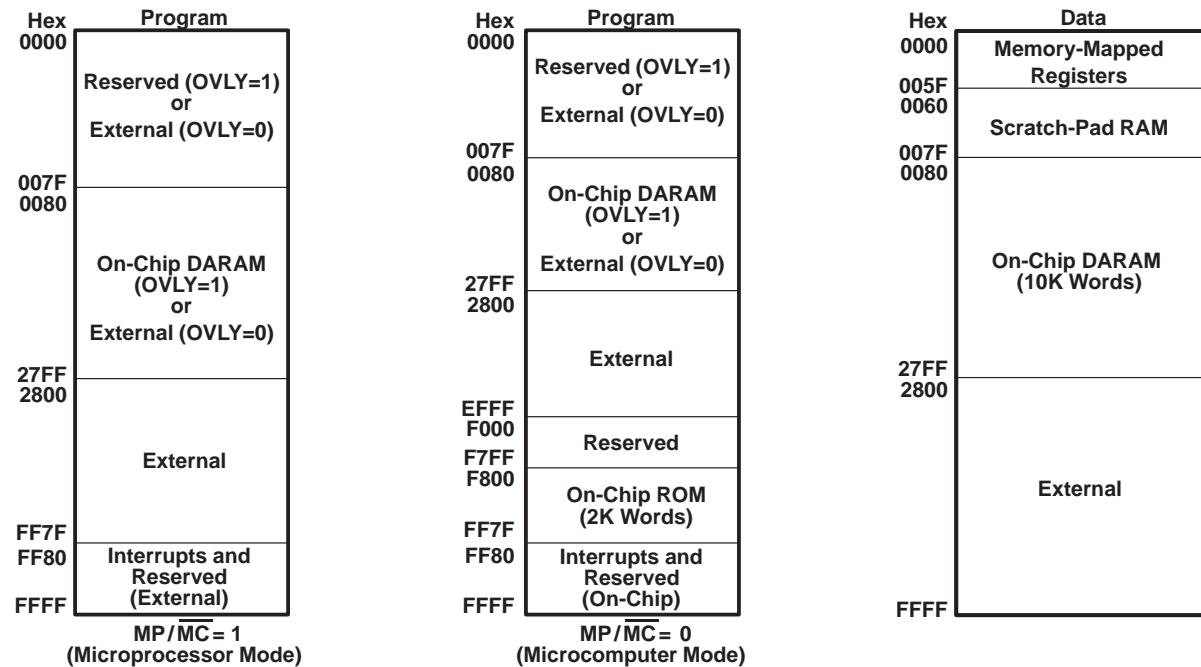 Hex Program
0000
Reserved (OVLY=1)
or
External (OVLY=0)
007F
0080
On-Chip DARAM
(OVLY=1)
or
External (OVLY=0)
27FF
2800
External
FF7F
FF80
Interrupts and
Reserved
(External)
FFFF
MP/MC = 1
(Microprocessor Mode)
Hex Program
0000
Reserved (OVLY=1)
or
External (OVLY=0)
007F
0080
On-Chip DARAM
(OVLY=1)
or
External (OVLY=0)
27FF
2800
External
EFFF
F000
Reserved
F7FF
F800
On-Chip ROM
(2K Words)
FF7F
FF80
Interrupts and
Reserved
(On-Chip)
FFFF
MP/MC = 0
(Microcomputer Mode)
Hex Data
0000
Memory-Mapped
Registers
005F
0060
Scratch-Pad RAM
007F
0080
On-Chip DARAM
(10K Words)
27FF
2800
External
FFFF